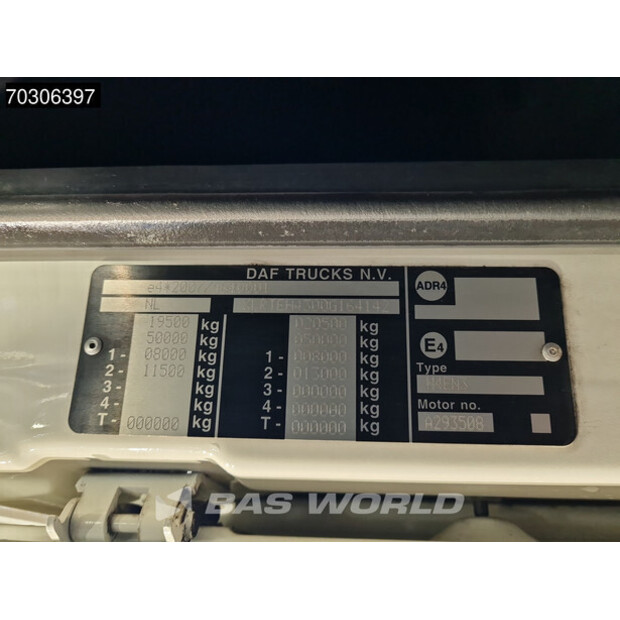 70306397
DAF TRUCKS N.V.
NL
19500 kg 020500 kg
50000 kg 050000 kg
1- 08000 kg 1- 008000 kg
2- 11500 kg 2- 013000 kg
3- kg 3- 000000 kg
4- kg 4- 000000 kg
T- 000000 kg T- 000000 kg
ADR4
E4
Type
Motor no.
A293508
BAS WORLD